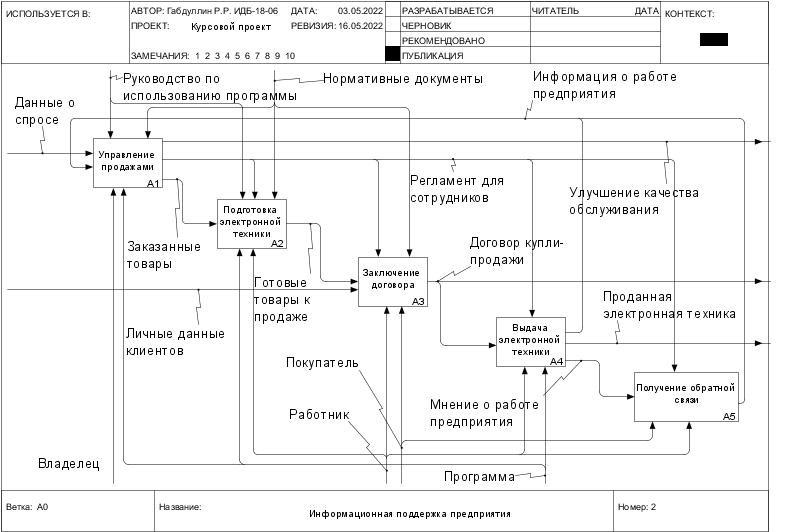 ИСПОЛЬЗУЕТСЯ В:
АВТОР: Габдуллин Р.Р. ИДБ-18-06
ДАТА: 03.05.2022
ПРОЕКТ: Курсовой проект
РЕВИЗИЯ: 16.05.2022
ЗАМЕЧАНИЯ: 1 2 3 4 5 6 7 8 9 10
РАЗРАБАТЫВАЕТСЯ
ЧЕРНОВИК
РЕКОМЕНДОВАНО
ПУБЛИКАЦИЯ
ЧИТАТЕЛЬ
ДАТА
КОНТЕКСТ:
Руководство по
использованию программы
Нормативные документы
Информация о работе
предприятия
Данные о
спросе
Управление
продажами
A1
Регламент для
сотрудников
Улучшение качества
обслуживания
Подготовка
электронной
техники
A2
Заказанные
товары
Договор купли-
продажи
Заключение
договора
A3
Готовые
товары к
продаже
Проданная
электронная техника
Личные данные
клиентов
Выдача
электронной
техники
A4
Покупатель
Получение обратной
связи
A5
Мнение о работе
предприятия
Работник
Владелец
Программа
Ветка: A0
Название:
Информационная поддержка предприятия
Номер: 2